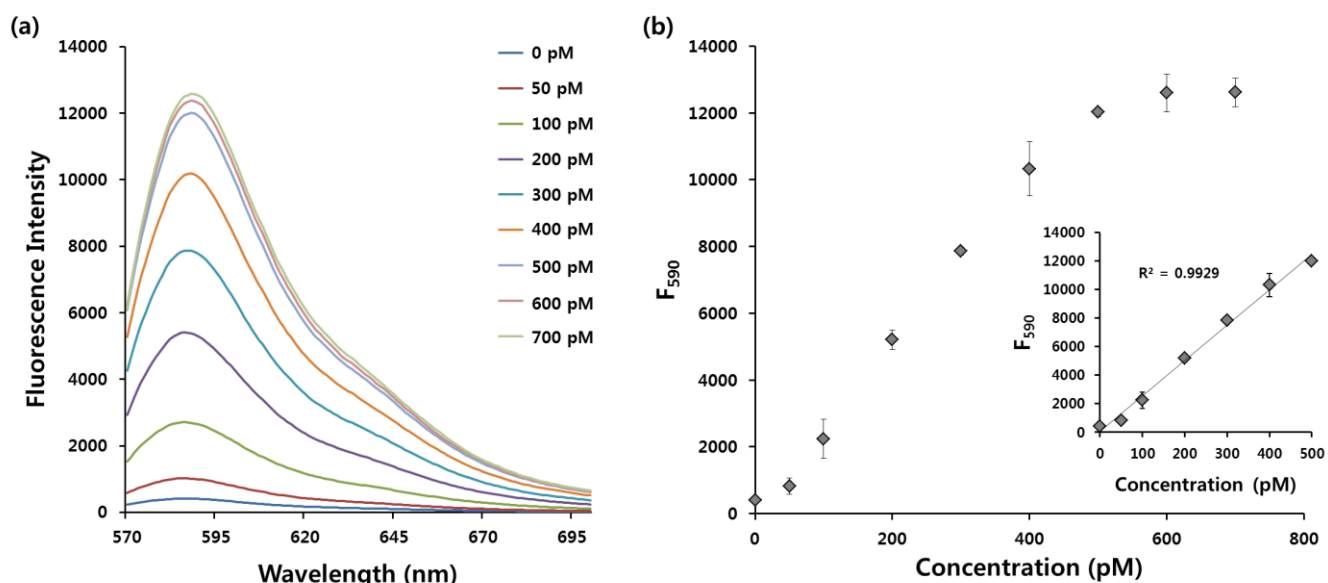 (a)
14000
12000
10000
8000
6000
4000
2000
0
Fluorescence Intensity
570
595
620
645
670
695
Wavelength (nm)
0 pM
50 pM
100 pM
200 pM
300 pM
400 pM
500 pM
600 pM
700 pM
(b)
14000
12000
10000
8000
6000
4000
2000
0
F590
0
200
400
600
800
Concentration (pM)
14000
12000
10000
8000
6000
4000
2000
0
F590
R² = 0.9929
0
100
200
300
400
500
Concentration (pM)